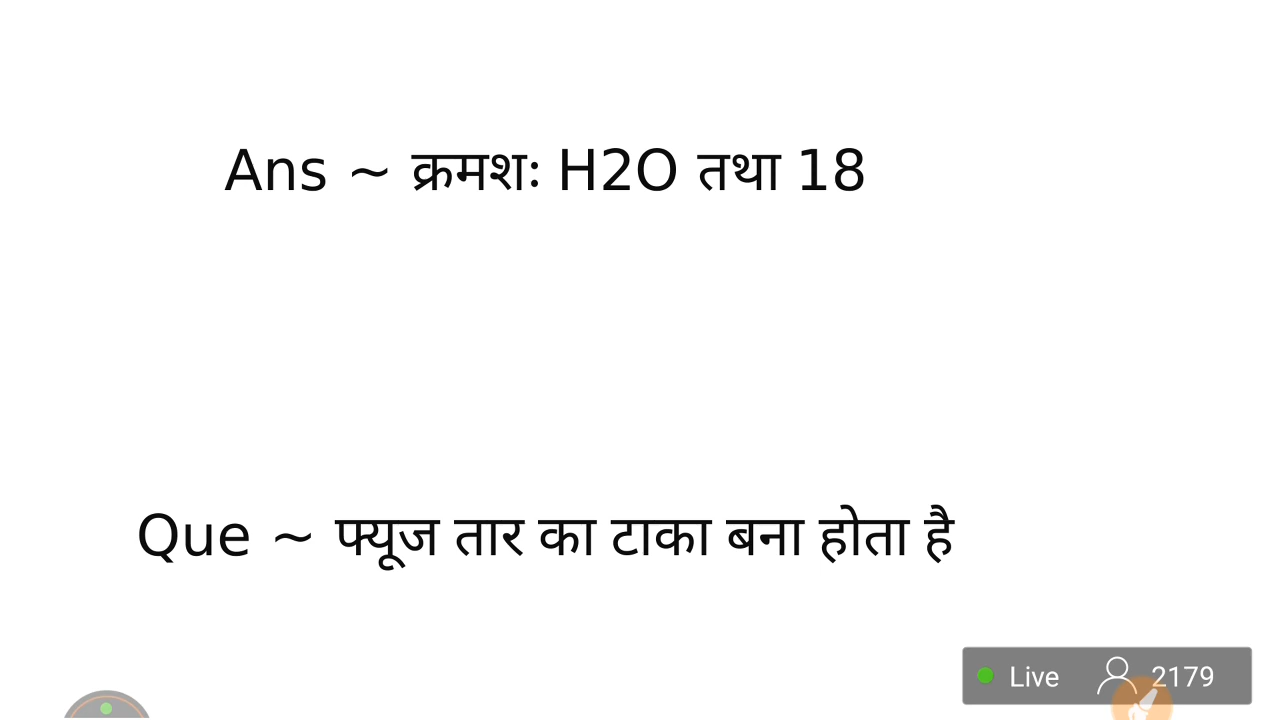 Ans ~ क्रमशः H2O तथा 18
Que ~ फ्यूज तार का टाका बना होता है
Live 2179